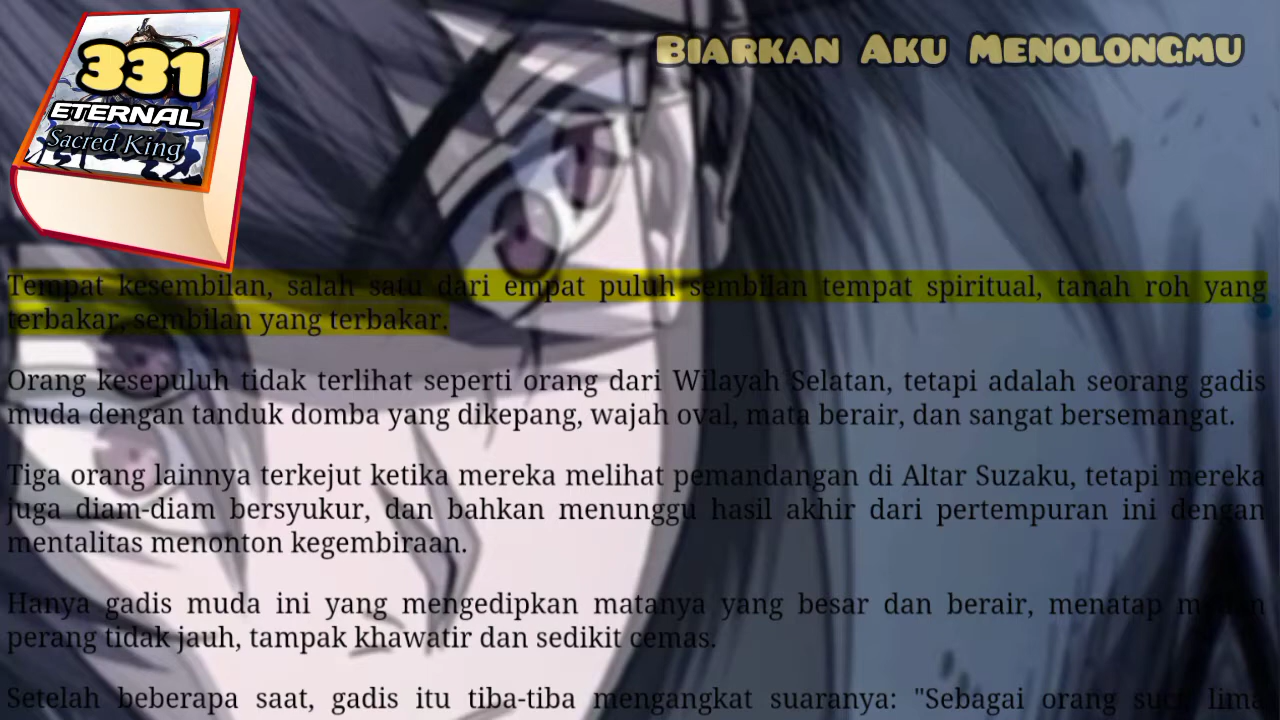 331
ETERNAL
Sacred King
BIARKAN AKU MENOLONGMU
Tempat kesembilan, salah satu dari empat puluh sembilan tempat spiritual, tanah roh yang
terbakar, sembilan yang terbakar.
Orang kesepuluh tidak terlihat seperti orang dari Wilayah Selatan, tetapi adalah seorang gadis
muda dengan tanduk domba yang dikepang, wajah oval, mata berair, dan sangat bersemangat.
Tiga orang lainnya terkejut ketika mereka melihat pemandangan di Altar Suzaku, tetapi mereka
juga diam-diam bersyukur, dan bahkan menunggu hasil akhir dari pertempuran ini dengan
mentalitas menonton kegembiraan.
Hanya gadis muda ini yang mengedipkan matanya yang besar dan berair, menatap
perang tidak jauh, tampak khawatir dan sedikit cemas.
Setelah beberapa saat, gadis itu tiba-tiba mengangkat suaranya: "Sebagai orang suci lima